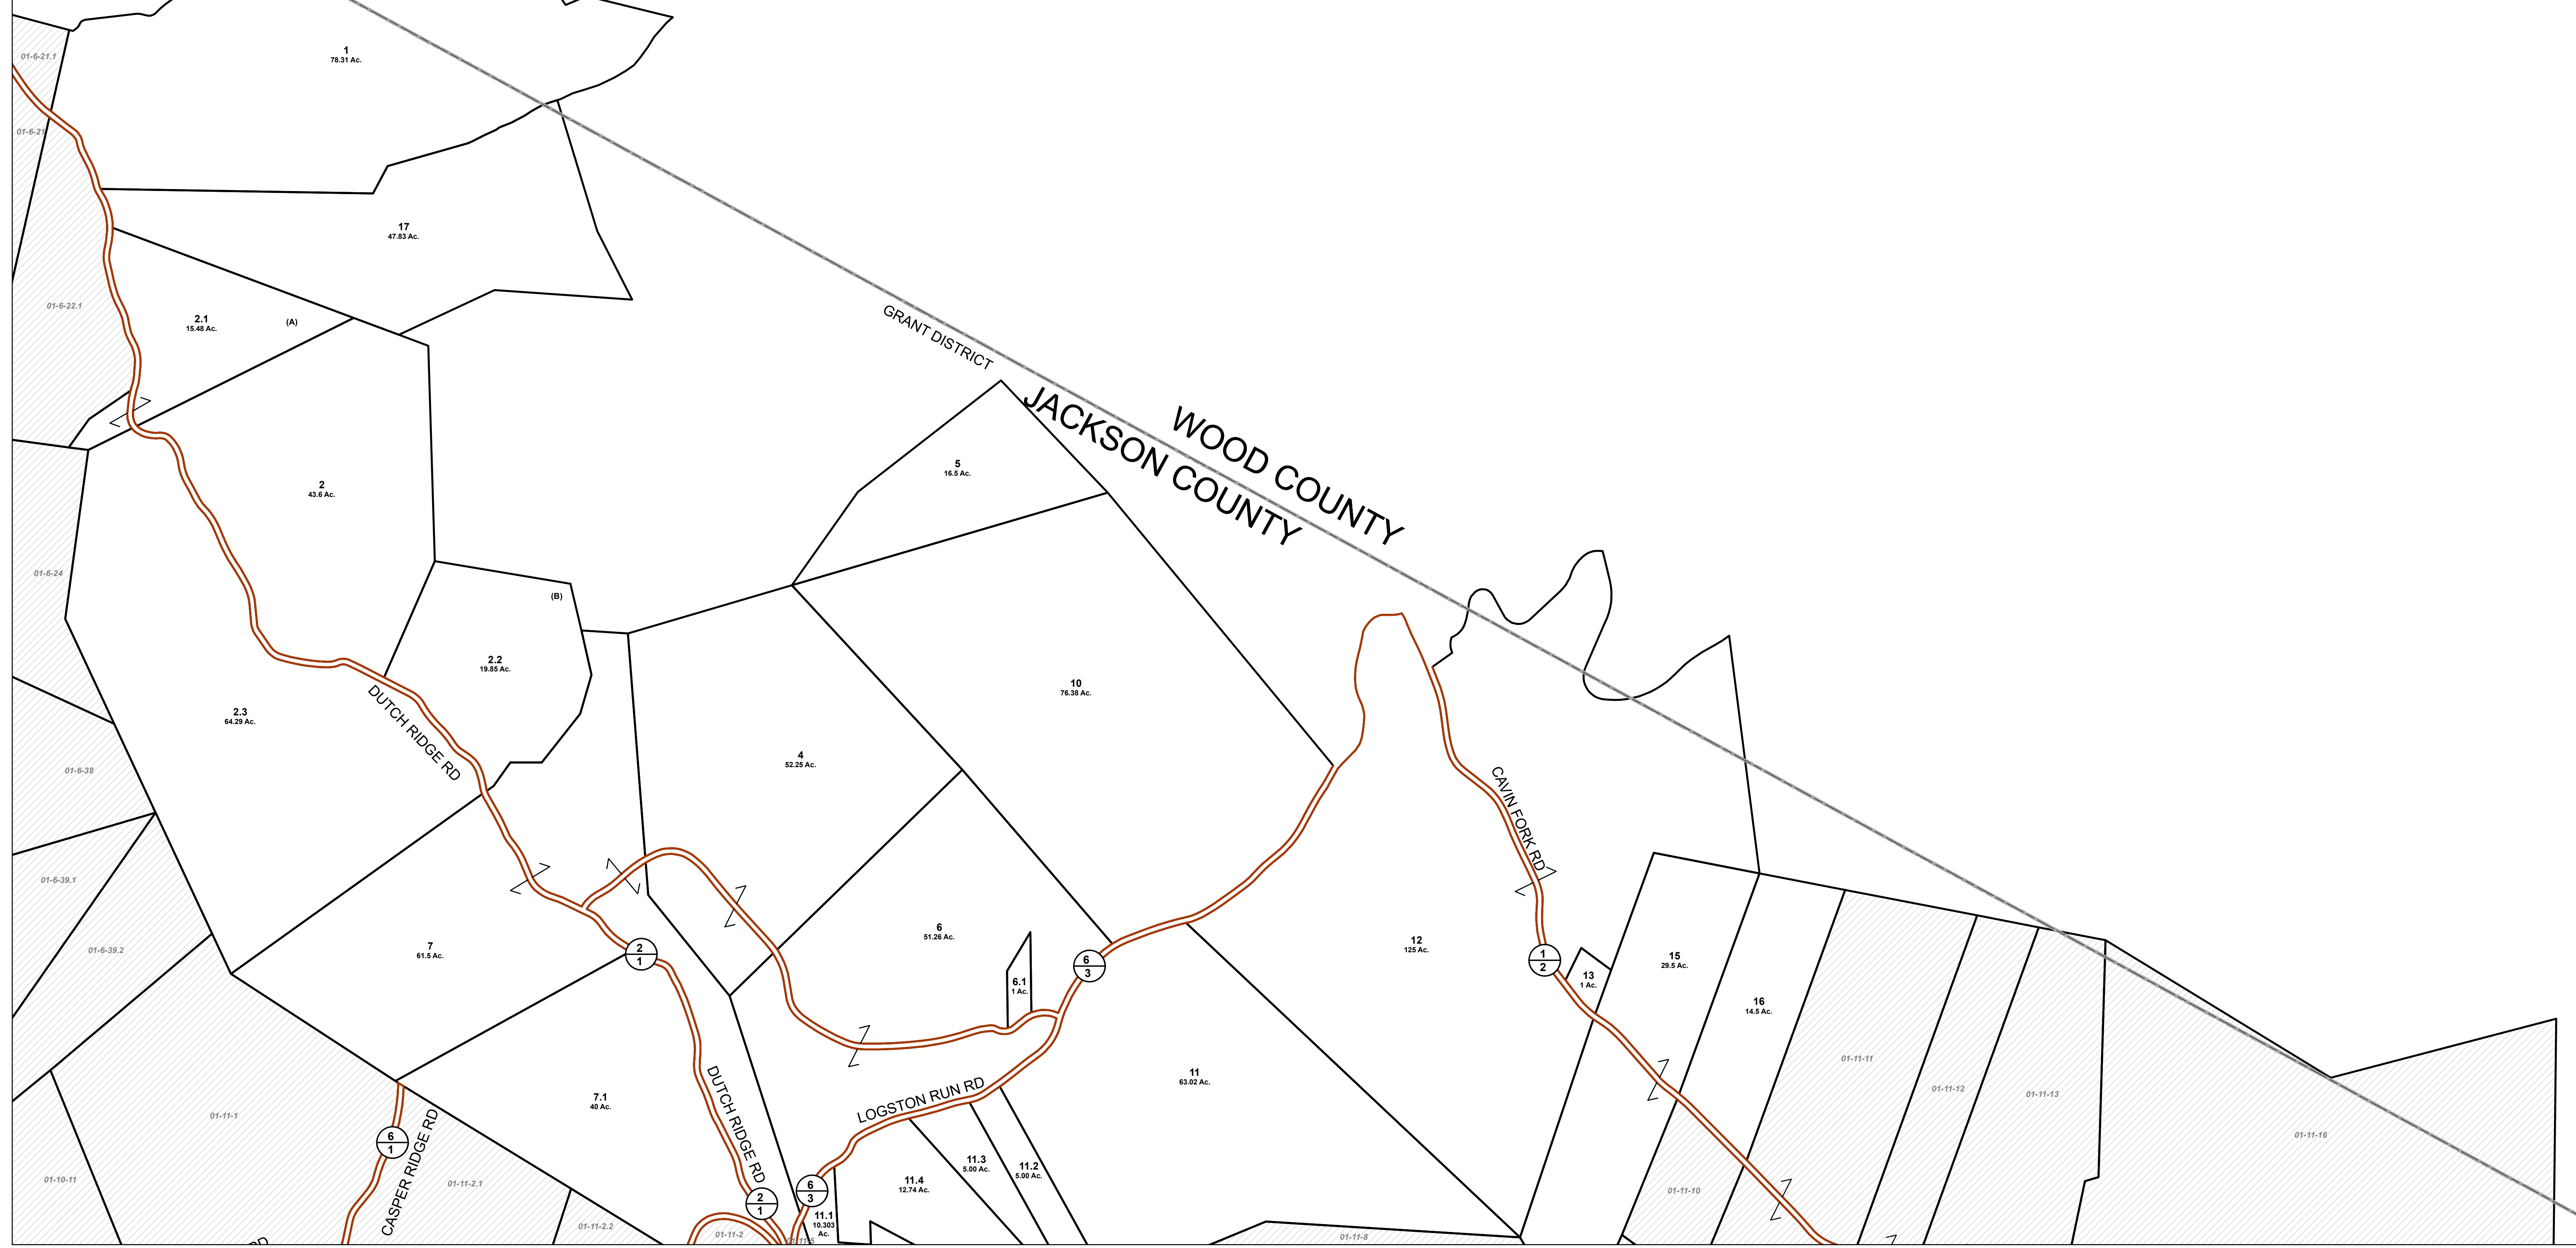 1
78.31 Ac.
01-6-21.1
01-6-21
17
47.83 Ac.
01-6-22.1
2.1
15.48 Ac.
(A)
GRANT DISTRICT
WOOD COUNTY
JACKSON COUNTY
5
16.5 Ac.
2
43.6 Ac.
01-6-24
(B)
2.2
19.85 Ac.
10
76.38 Ac.
2.3
64.29 Ac.
DUTCH RIDGE RD
4
52.25 Ac.
01-6-38
CAVIN FORK RD
01-6-39.1
01-6-39.2
7
61.5 Ac.
2
1
6
51.26 Ac.
6
3
12
125 Ac.
1
2
15
29.5 Ac.
6.1
1 Ac.
13
1 Ac.
16
14.5 Ac.
01-11-11
01-11-12
01-11-13
11
63.02 Ac.
7.1
40 Ac.
DUTCH RIDGE RD
LOGSTON RUN RD
01-11-1
6
1
CASPER RIDGE RD
01-11-16
11.3
5.00 Ac.
11.2
5.00 Ac.
01-10-11
01-11-2.1
11.4
12.74 Ac.
01-11-10
6
3
2
1
11.1
10.303
Ac.
01-11-2.2
01-11-2
01-11-8
RD